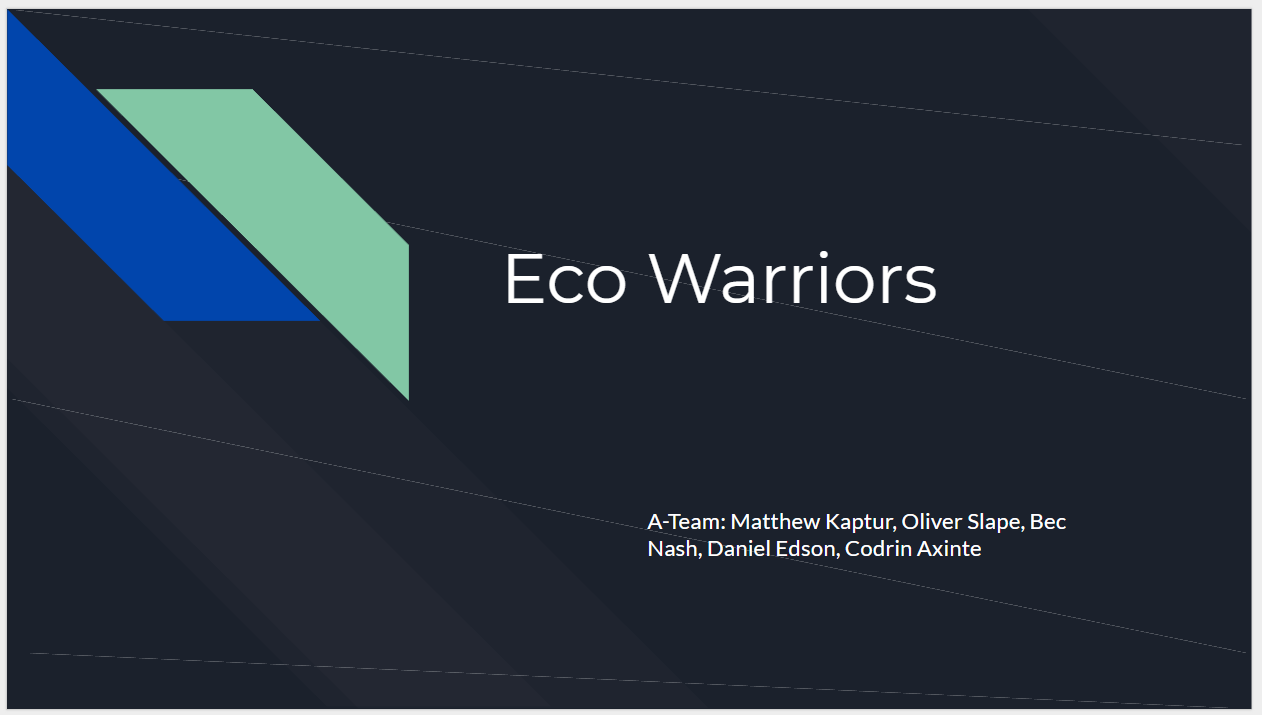 Eco Warriors
A-Team: Matthew Kaptur, Oliver Slape, Bec
Nash, Daniel Edson, Codrin Axinte